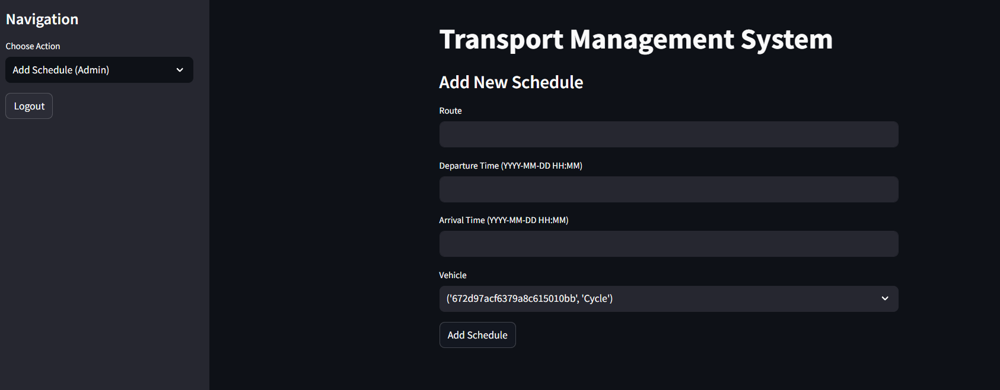 Navigation
Choose Action
Add Schedule (Admin)
Logout
Transport Management System
Add New Schedule
Route
Departure Time (YYYY-MM-DD HH:MM)
Arrival Time (YYYY-MM-DD HH:MM)
Vehicle
('672d97acf6379a8c615010bb', 'Cycle')
Add Schedule